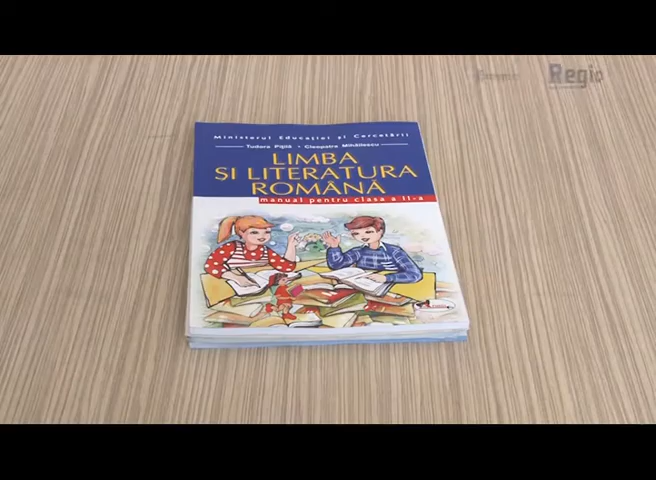 Regio
Ministerul Educației și Cercetării
Tudora Pițilă • Cleopatra Mihăilescu
LIMBA
ȘI LITERATURA
ROMÂNĂ
manual pentru clasa a II-a